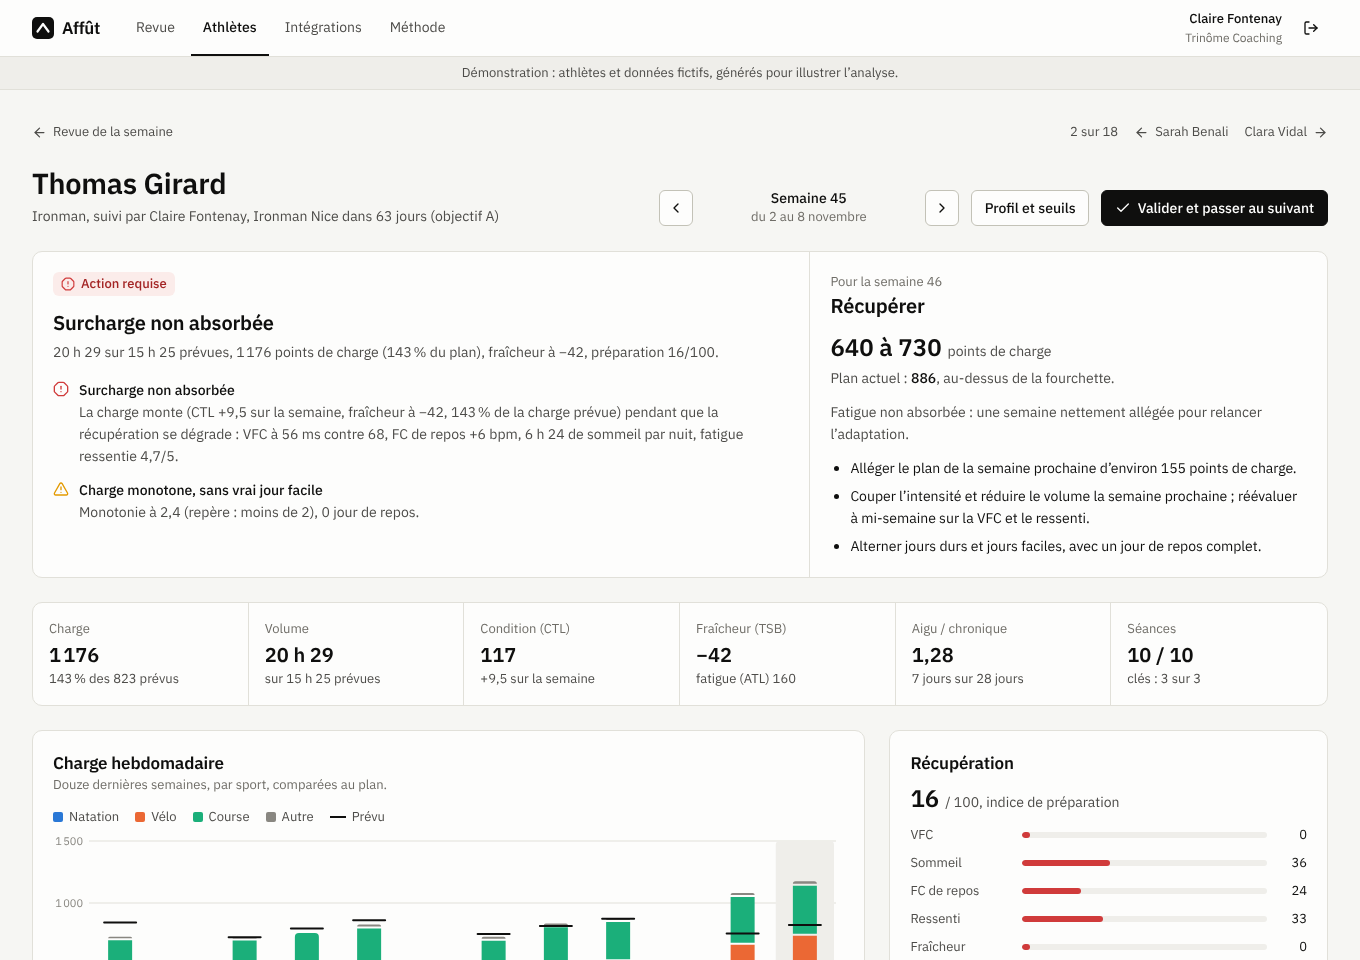 Affût
Revue
Athlètes
Intégrations
Méthode
Claire Fontenay
Trinôme Coaching
Démonstration : athlètes et données fictifs, générés pour illustrer l’analyse.
Revue de la semaine
2 sur 18
Sarah Benali
Clara Vidal
Thomas Girard
Ironman, suivi par Claire Fontenay, Ironman Nice dans 63 jours (objectif A)
Semaine 45
du 2 au 8 novembre
Profil et seuils
Valider et passer au suivant
Action requise
Surcharge non absorbée
20 h 29 sur 15 h 25 prévues, 1 176 points de charge (143 % du plan), fraîcheur à −42, préparation 16/100.
Surcharge non absorbée
La charge monte (CTL +9,5 sur la semaine, fraîcheur à −42, 143 % de la charge prévue) pendant que la
récupération se dégrade : VFC à 56 ms contre 68, FC de repos +6 bpm, 6 h 24 de sommeil par nuit, fatigue
ressentie 4,7/5.
Charge monotone, sans vrai jour facile
Monotonie à 2,4 (repère : moins de 2), 0 jour de repos.
Pour la semaine 46
Récupérer
640 à 730 points de charge
Plan actuel : 886, au-dessus de la fourchette.
Fatigue non absorbée : une semaine nettement allégée pour relancer
l’adaptation.
Alléger le plan de la semaine prochaine d’environ 155 points de charge.
Couper l’intensité et réduire le volume la semaine prochaine ; réévaluer
à mi-semaine sur la VFC et le ressenti.
Alterner jours durs et jours faciles, avec un jour de repos complet.
Charge
1 176
143 % des 823 prévus
Volume
20 h 29
sur 15 h 25 prévues
Condition (CTL)
117
+9,5 sur la semaine
Fraîcheur (TSB)
−42
fatigue (ATL) 160
Aigu / chronique
1,28
7 jours sur 28 jours
Séances
10 / 10
clés : 3 sur 3
Charge hebdomadaire
Douze dernières semaines, par sport, comparées au plan.
Natation
Vélo
Course
Autre
Prévu
1 500
1 000
Récupération
16 / 100, indice de préparation
VFC 0
Sommeil 36
FC de repos 24
Ressenti 33
Fraîcheur 0